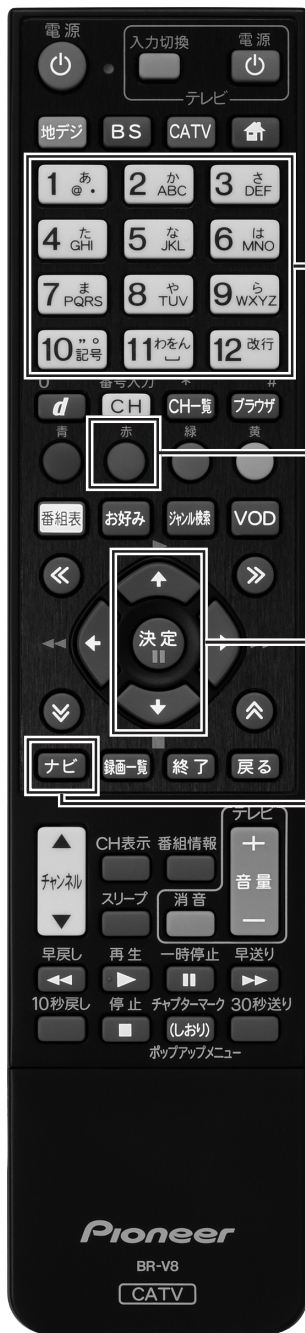 電源
入力切換 電源
テレビ
地デジ BS CATV
1 あ @. 2 か ABC 3 さ DEF
4 た GHI 5 な JKL 6 は MNO
7 ま PQRS 8 や TUV 9 ら WXYZ
10 ゛゜ 記号 11 わをん 12 改行
0 番号入力 * #
d CH CH一覧 ブラウザ
青 赤 緑 黄
番組表 お好み ジャンル検索 VOD
決定
ナビ 録画一覧 終了 戻る
テレビ
CH表示 番組情報 +
チャンネル 音量
スリープ 消音 −
早戻し 再生 一時停止 早送り
10秒戻し 停止 チャプターマーク 30秒送り
(しおり)
ポップアップメニュー
Pioneer
BR-V8
CATV